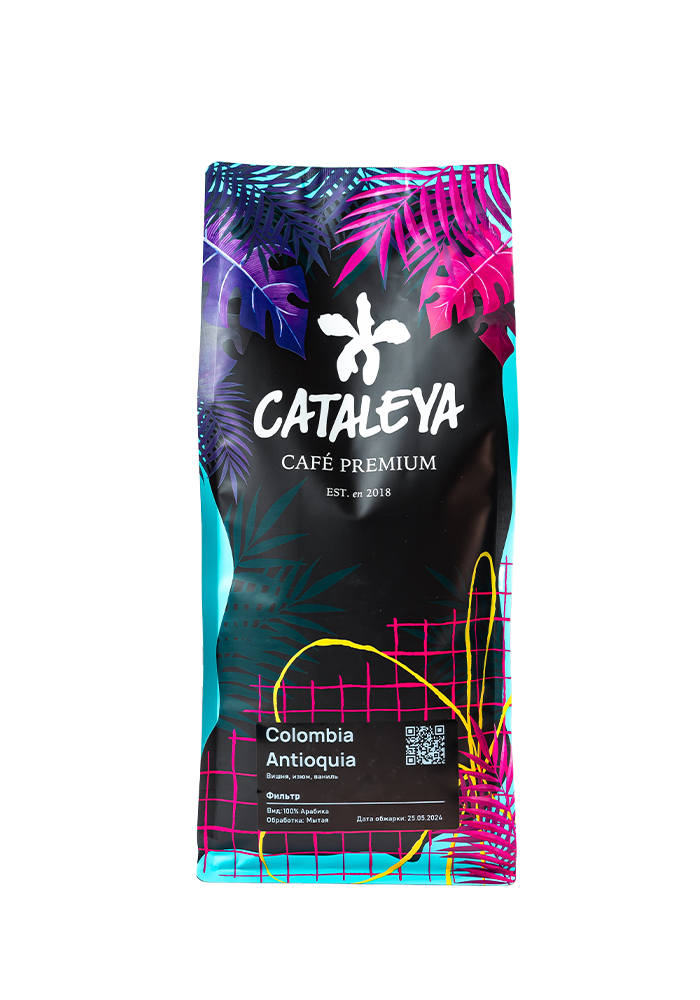 CATALEYA
CAFÉ PREMIUM
EST. en 2018
Colombia
Antioquia
Вишня, изюм, ваниль
Фильтр
Вид:100% Арабика
Обработка: Мытая
Дата обжарки: 25.05.2024